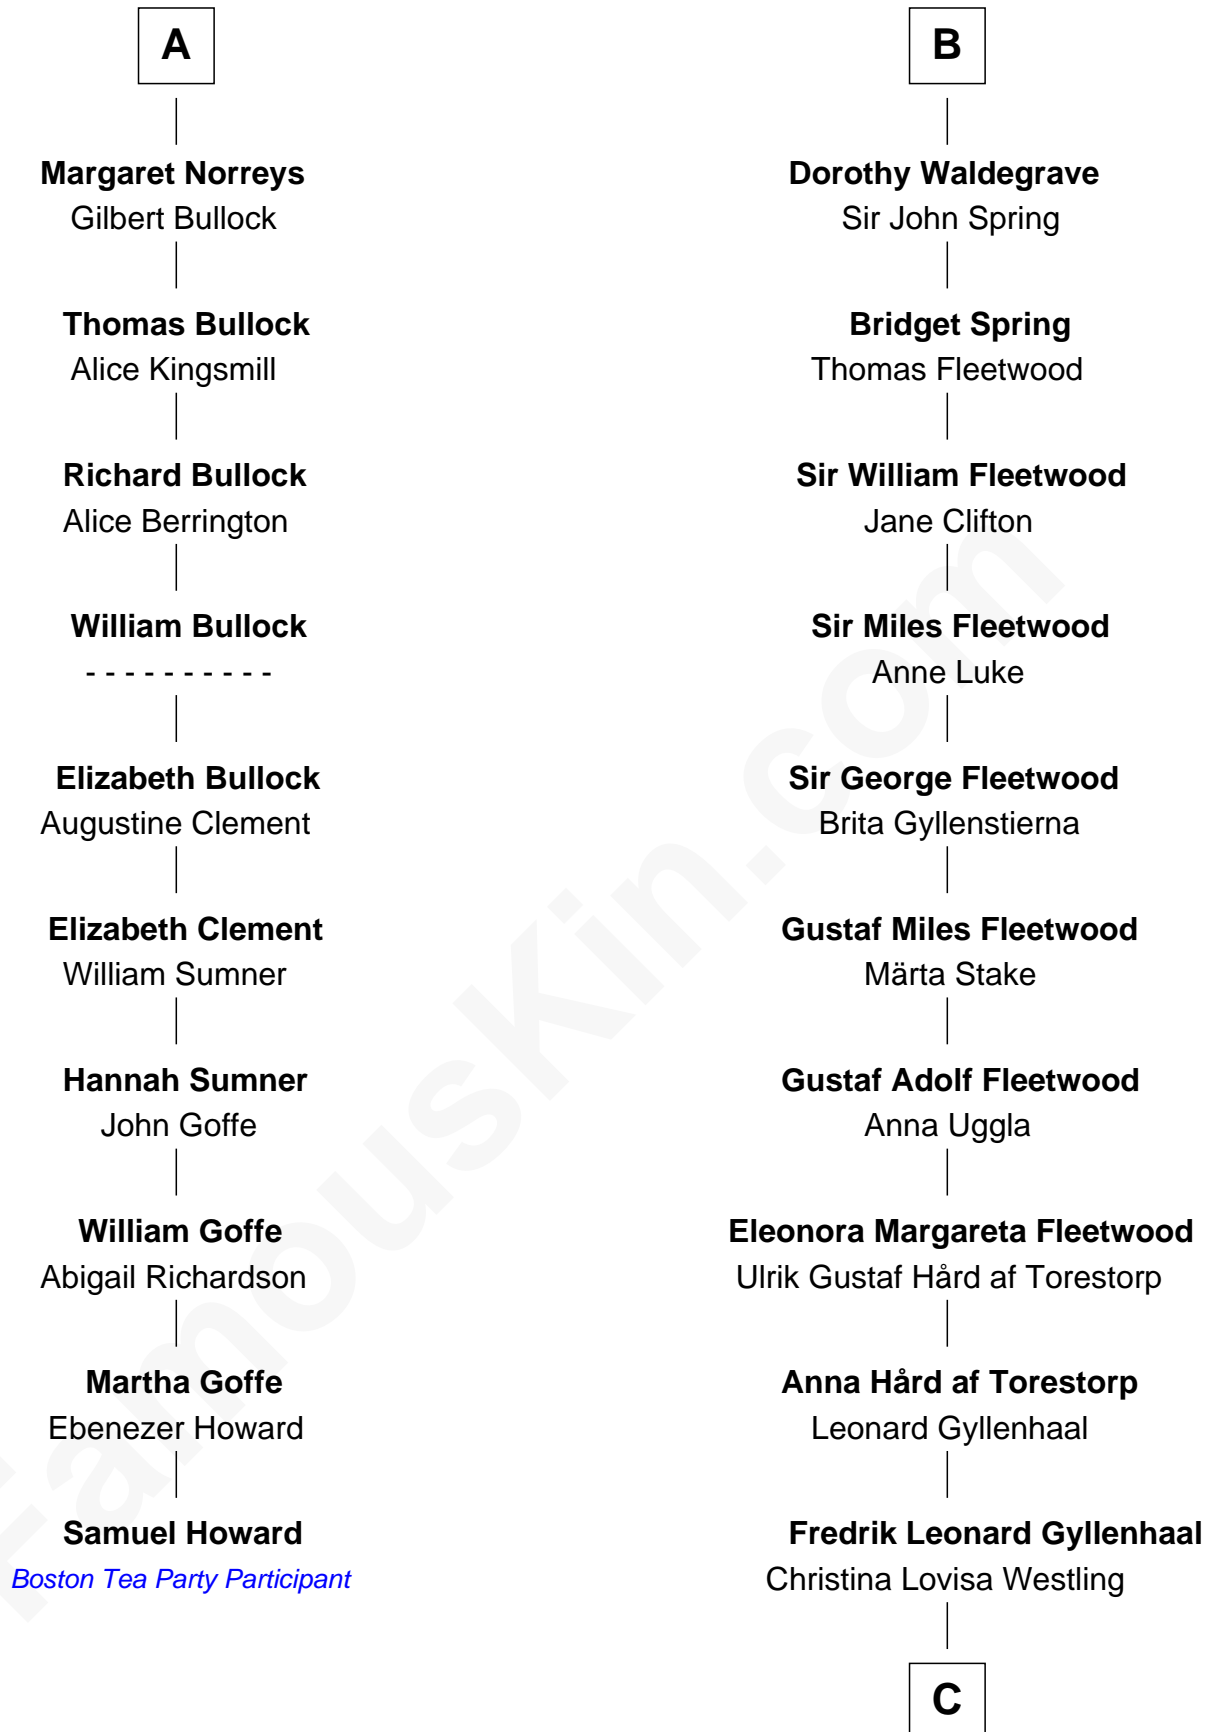 A
Margaret Norreys
Gilbert Bullock
Thomas Bullock
Alice Kingsmill
Richard Bullock
Alice Berrington
William Bullock
- - - - - - - - - -
Elizabeth Bullock
Augustine Clement
Elizabeth Clement
William Sumner
Hannah Sumner
John Goffe
William Goffe
Abigail Richardson
Martha Goffe
Ebenezer Howard
Samuel Howard
Boston Tea Party Participant
B
Dorothy Waldegrave
Sir John Spring
Bridget Spring
Thomas Fleetwood
Sir William Fleetwood
Jane Clifton
Sir Miles Fleetwood
Anne Luke
Sir George Fleetwood
Brita Gyllenstierna
Gustaf Miles Fleetwood
Märta Stake
Gustaf Adolf Fleetwood
Anna Uggla
Eleonora Margareta Fleetwood
Ulrik Gustaf Hård af Torestorp
Anna Hård af Torestorp
Leonard Gyllenhaal
Fredrik Leonard Gyllenhaal
Christina Lovisa Westling
C
FamousKin.com